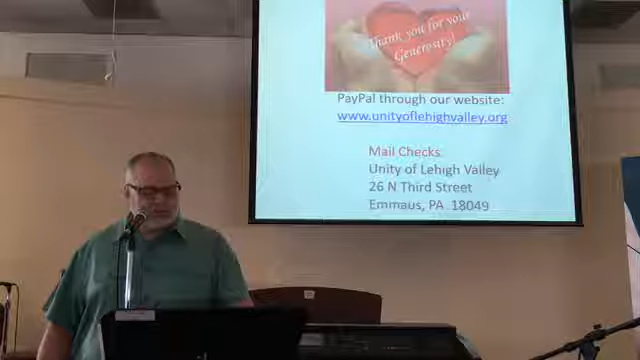 Thank you for your
Generosity!
PayPal through our website:
www.unityoflehighvalley.org
Mail Checks:
Unity of Lehigh Valley
26 N Third Street
Emmaus, PA 18049